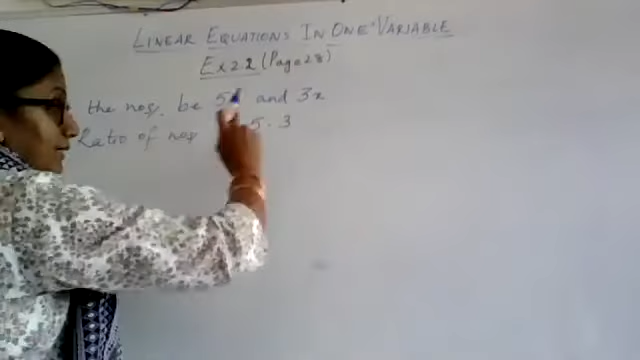 LINEAR EQUATIONS IN ONE VARIABLE
Ex 2.2 (Page 28)
the nos. be 5 and 3x
Ratio of nos 5:3